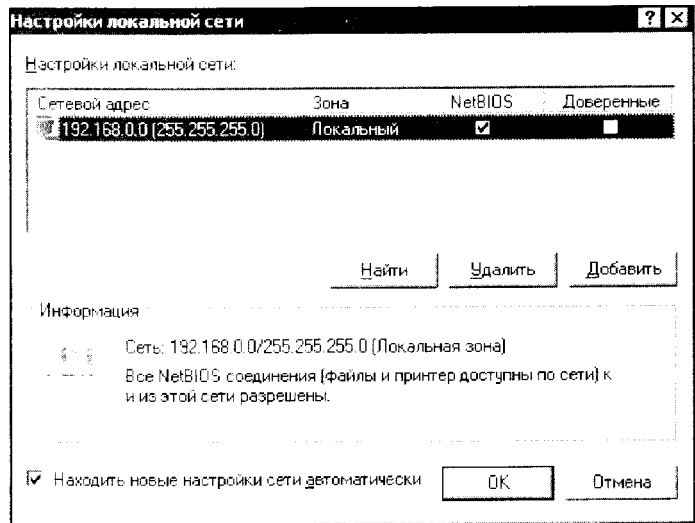 Настройки локальной сети
Настройки локальной сети:
Сетевой адрес Зона NetBIOS Доверенные
192.168.0.0 (255.255.255.0) Локальный
Найти Удалить Добавить
Информация
Сеть: 192.168.0.0/255.255.255.0 (Локальная зона)
Все NetBIOS соединения (файлы и принтер доступны по сети) к
и из этой сети разрешены.
Находить новые настройки сети автоматически OK Отмена